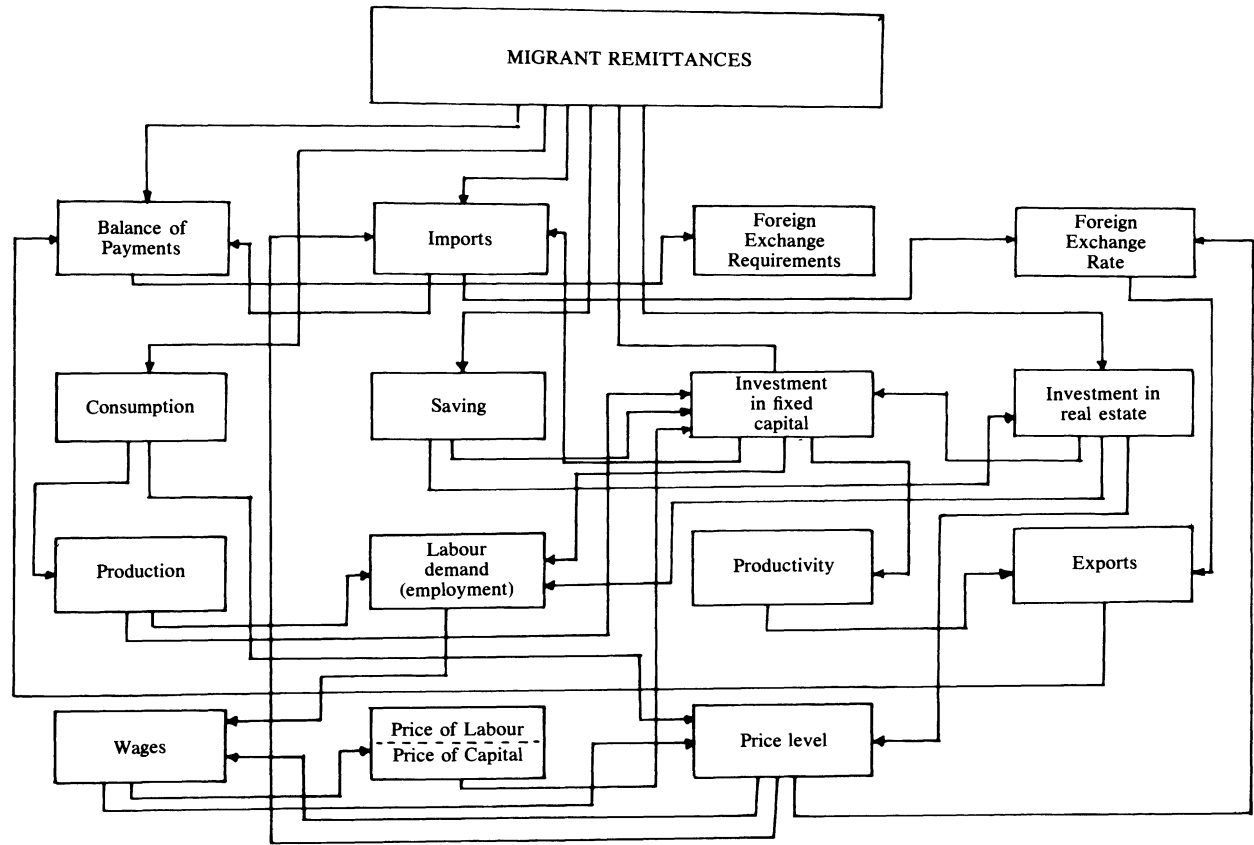 MIGRANT REMITTANCES
Balance of
Payments
Imports
Foreign
Exchange
Requirements
Foreign
Exchange
Rate
Consumption
Saving
Investment
in fixed
capital
Investment in
real estate
Production
Labour
demand
(employment)
Productivity
Exports
Wages
Price of Labour
Price of Capital
Price level